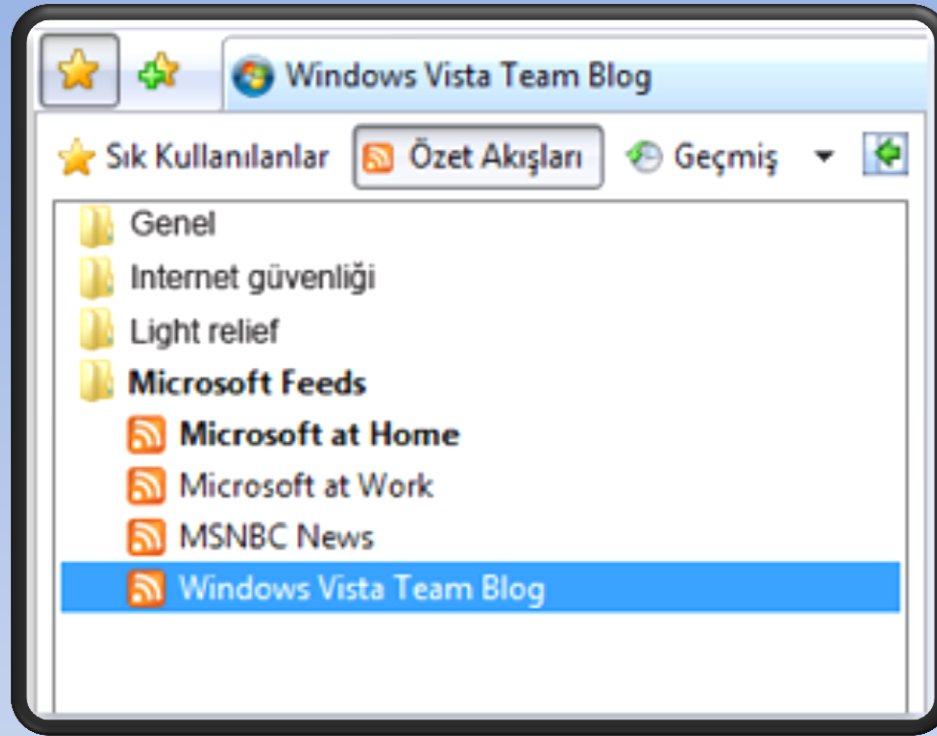 Windows Vista Team Blog
Sık Kullanılanlar Özet Akışları Geçmiş
Genel
Internet güvenliği
Light relief
Microsoft Feeds
Microsoft at Home
Microsoft at Work
MSNBC News
Windows Vista Team Blog